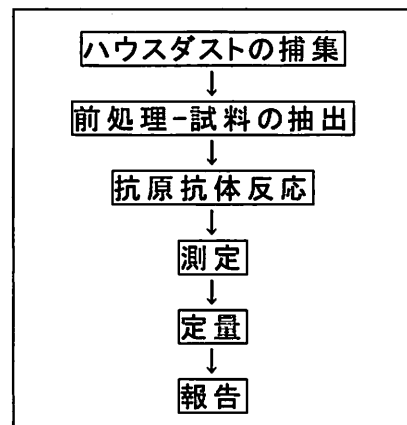 ハウスダストの捕集
↓
前処理-試料の抽出
↓
抗原抗体反応
↓
測定
↓
定量
↓
報告